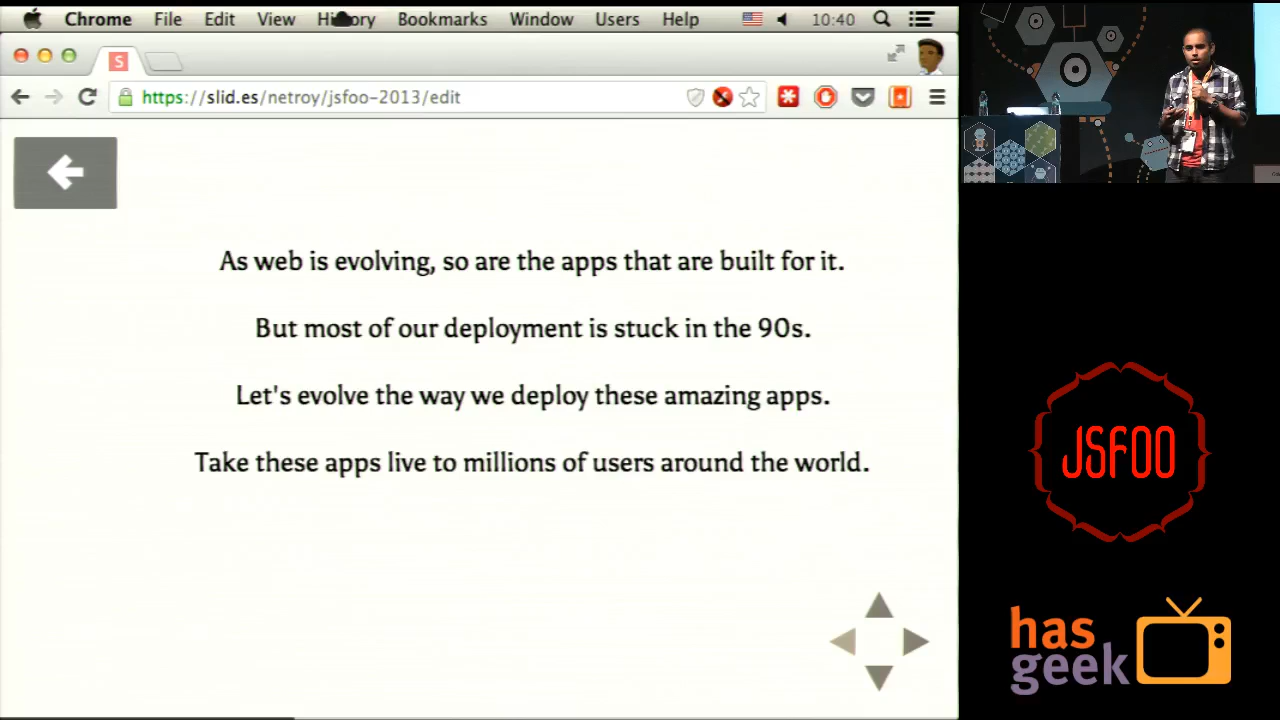 Chrome File Edit View History Bookmarks Window Users Help 10:40
S
https://slid.es/netroy/jsfoo-2013/edit
As web is evolving, so are the apps that are built for it.
But most of our deployment is stuck in the 90s.
Let's evolve the way we deploy these amazing apps.
Take these apps live to millions of users around the world.
JSFOO
has
geek